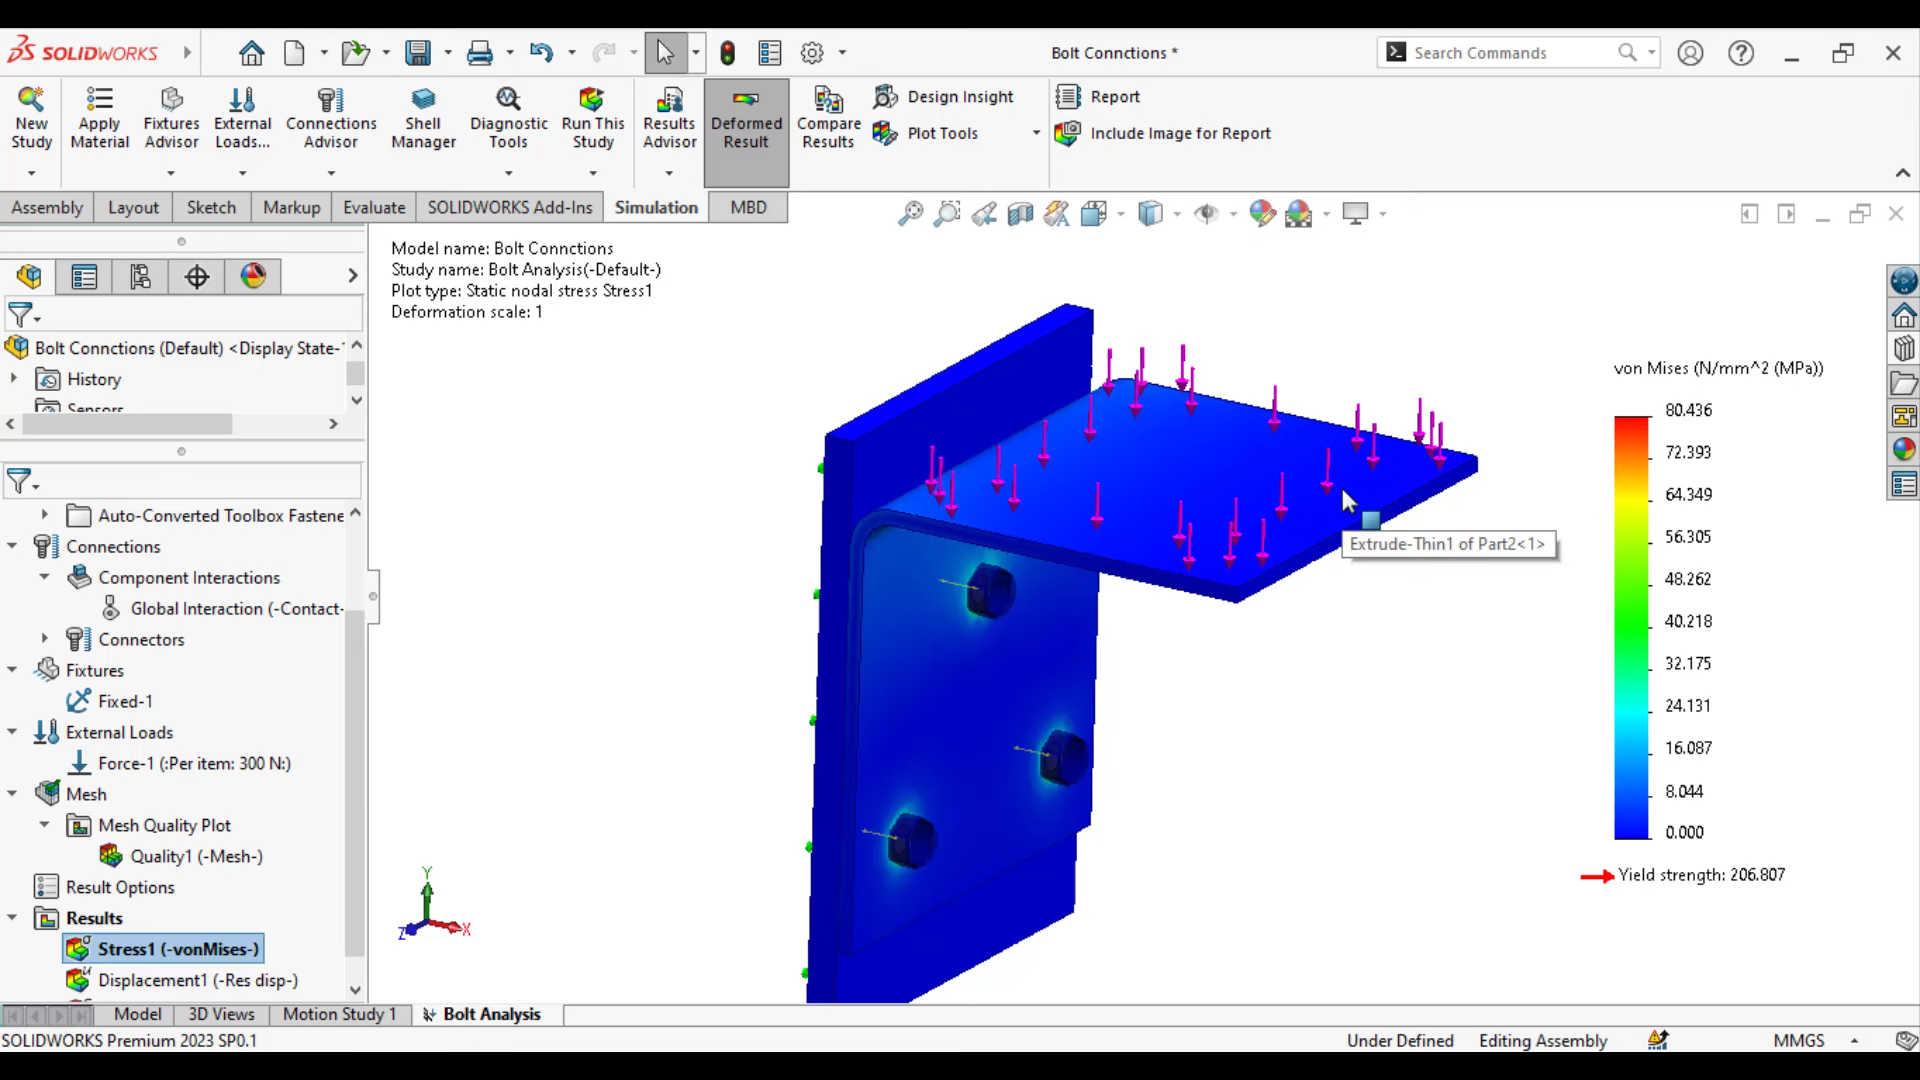 SOLIDWORKS
Bolt Connctions *
Search Commands
New Study
Apply Material
Fixtures Advisor
External Loads...
Connections Advisor
Shell Manager
Diagnostic Tools
Run This Study
Results Advisor
Deformed Result
Compare Results
Design Insight
Plot Tools
Report
Include Image for Report
Assembly
Layout
Sketch
Markup
Evaluate
SOLIDWORKS Add-Ins
Simulation
MBD
Model name: Bolt Connctions
Study name: Bolt Analysis(-Default-)
Plot type: Static nodal stress Stress1
Deformation scale: 1
Bolt Connctions (Default) <Display State-
History
Sensors
Auto-Converted Toolbox Fastene
Connections
Component Interactions
Global Interaction (-Contact-
Connectors
Fixtures
Fixed-1
External Loads
Force-1 (:Per item: 300 N:)
Mesh
Mesh Quality Plot
Quality1 (-Mesh-)
Result Options
Results
Stress1 (-vonMises-)
Displacement1 (-Res disp-)
Extrude-Thin1 of Part2<1>
von Mises (N/mm^2 (MPa))
80.436
72.393
64.349
56.305
48.262
40.218
32.175
24.131
16.087
8.044
0.000
Yield strength: 206.807
Y
Z
X
Model
3D Views
Motion Study 1
Bolt Analysis
SOLIDWORKS Premium 2023 SP0.1
Under Defined
Editing Assembly
MMGS